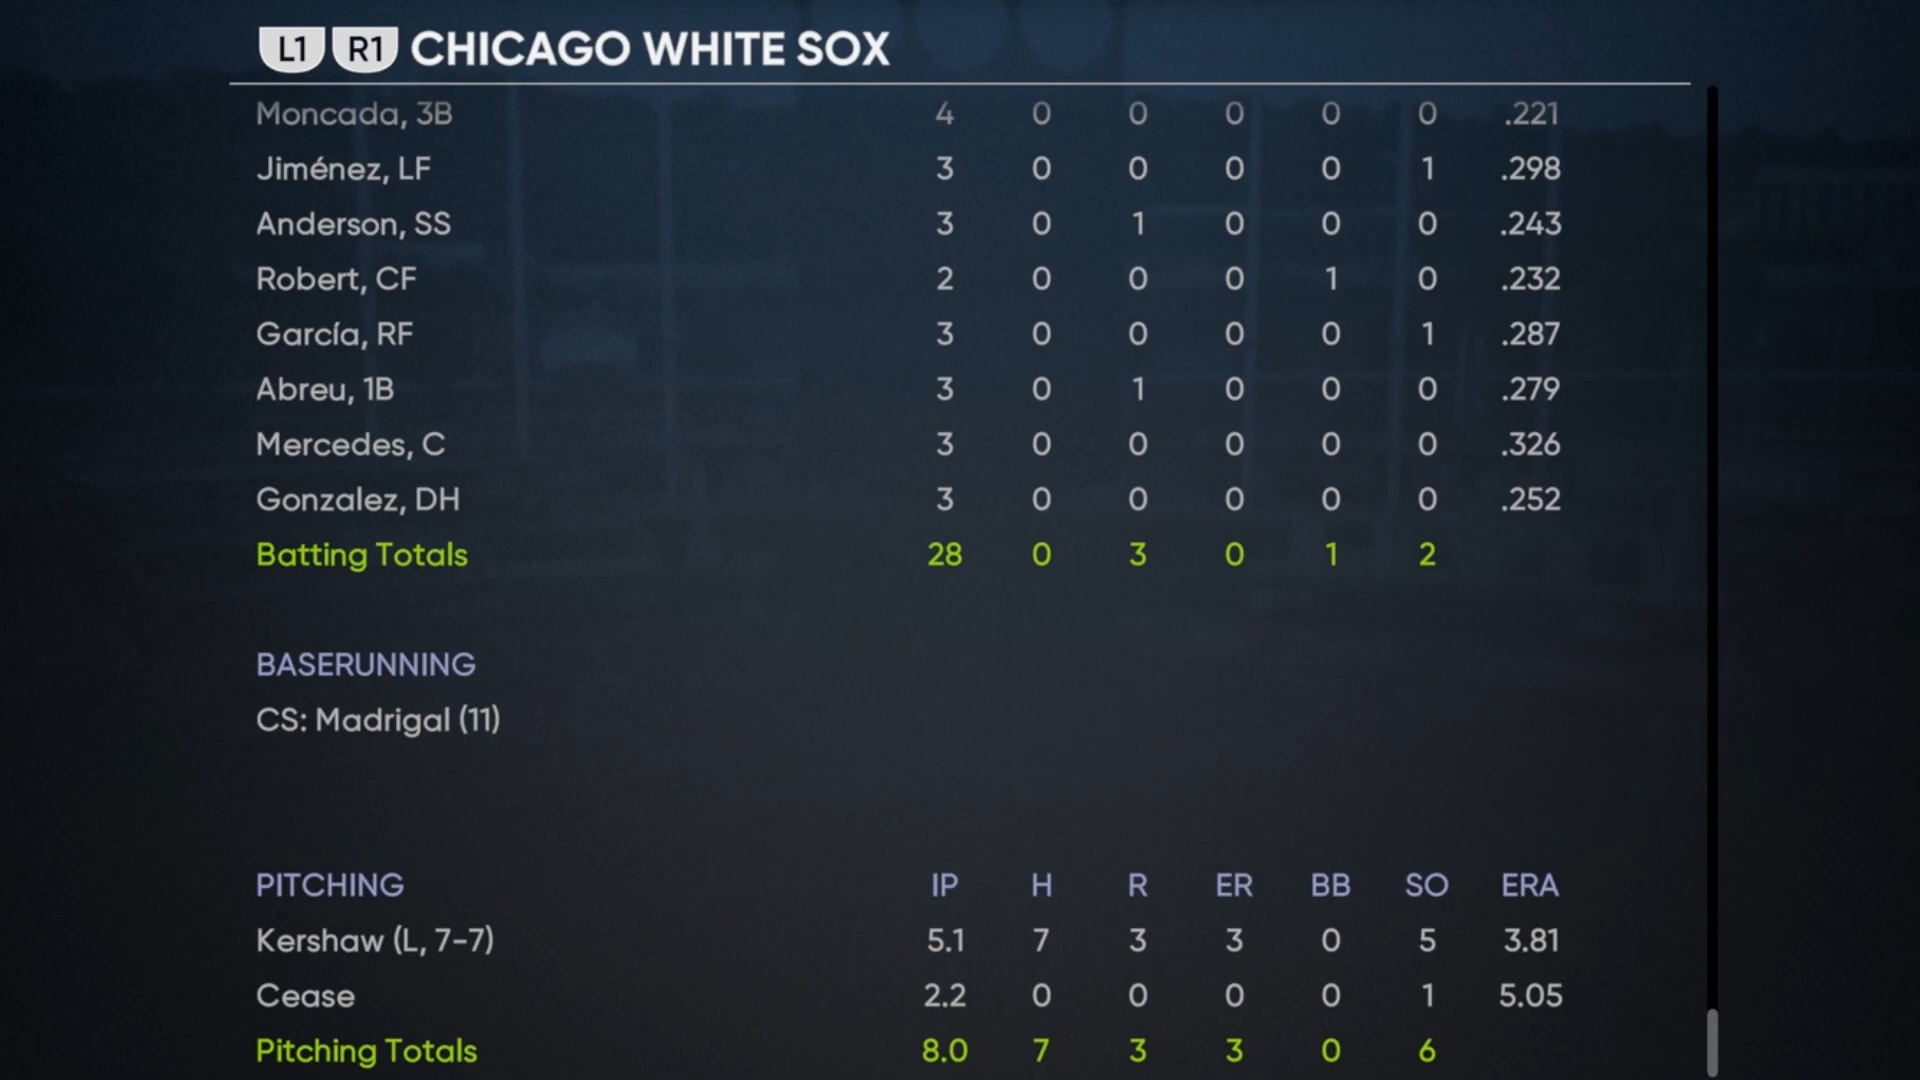 L1 R1 CHICAGO WHITE SOX
Moncada, 3B 4 0 0 0 0 0 .221
Jiménez, LF 3 0 0 0 0 1 .298
Anderson, SS 3 0 1 0 0 0 .243
Robert, CF 2 0 0 0 1 0 .232
García, RF 3 0 0 0 0 1 .287
Abreu, 1B 3 0 1 0 0 0 .279
Mercedes, C 3 0 0 0 0 0 .326
Gonzalez, DH 3 0 0 0 0 0 .252
Batting Totals 28 0 3 0 1 2
BASERUNNING
CS: Madrigal (11)
PITCHING IP H R ER BB SO ERA
Kershaw (L, 7-7) 5.1 7 3 3 0 5 3.81
Cease 2.2 0 0 0 0 1 5.05
Pitching Totals 8.0 7 3 3 0 6